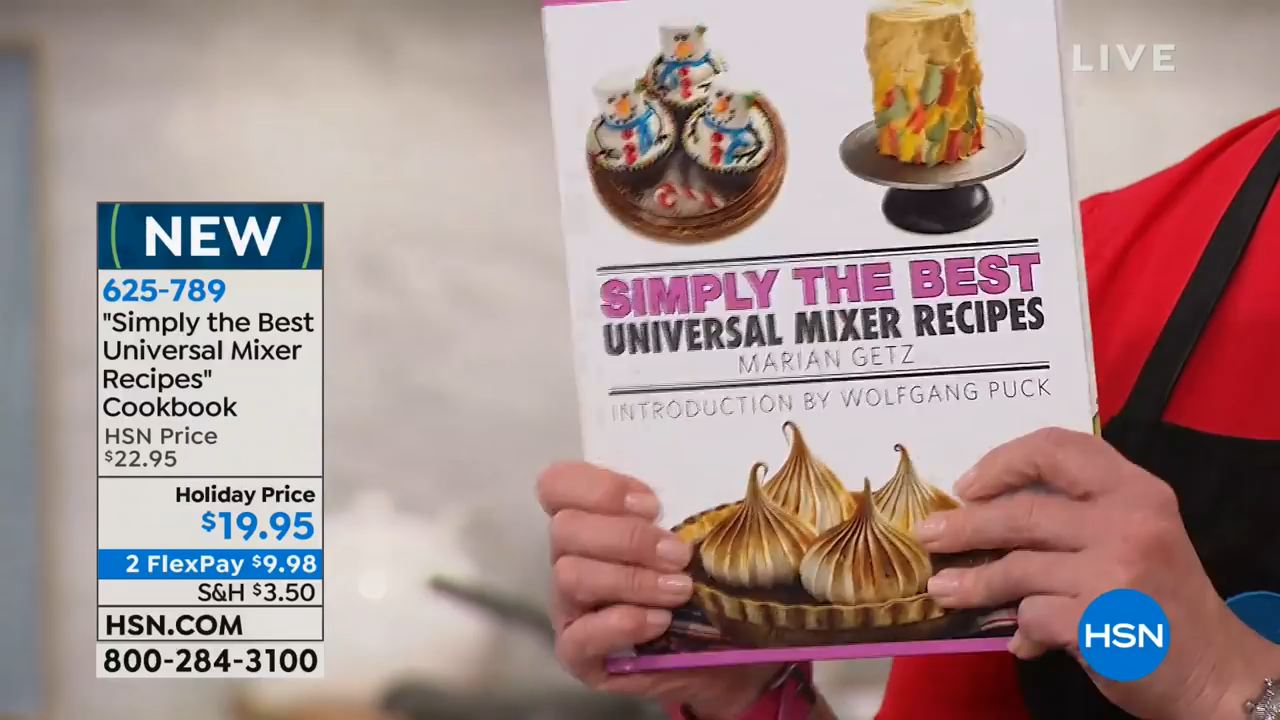 LIVE
SIMPLY THE BEST
UNIVERSAL MIXER RECIPES
MARIAN GETZ
INTRODUCTION BY WOLFGANG PUCK
(NEW)
625-789
"Simply the Best
Universal Mixer
Recipes"
Cookbook
HSN Price
$22.95
Holiday Price
$19.95
2 FlexPay $9.98
S&H $3.50
HSN.COM
800-284-3100
HSN